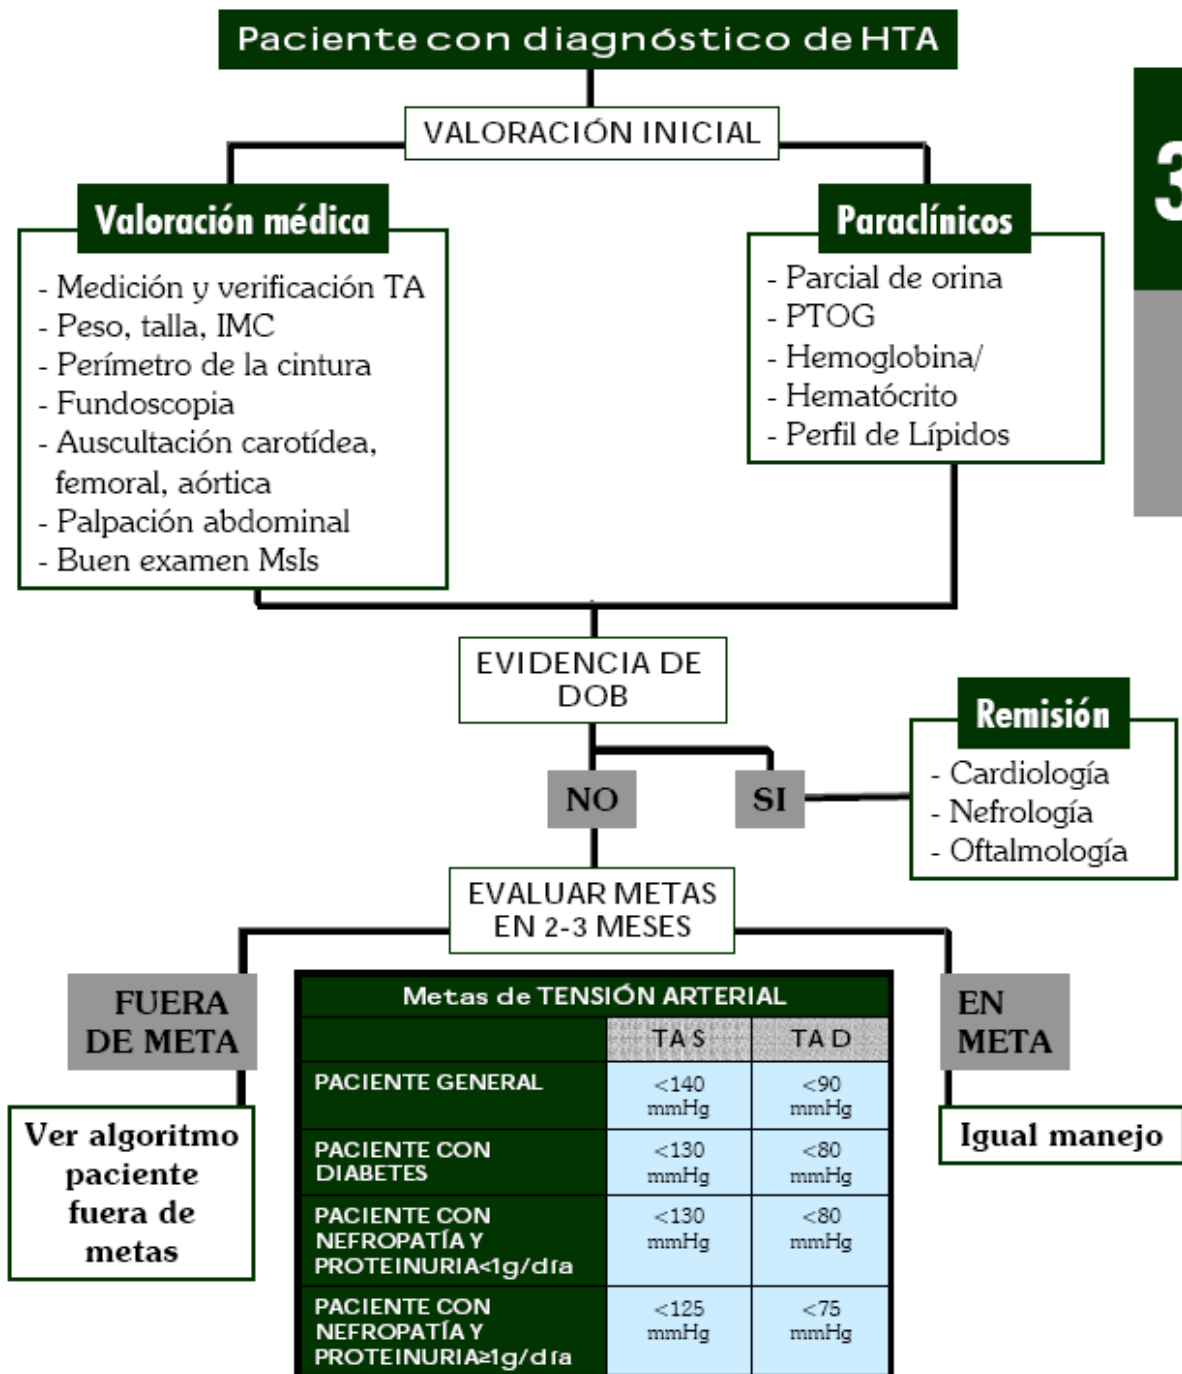 Paciente con diagnóstico de HTA
VALORACIÓN INICIAL
Valoración médica
- Medición y verificación TA
- Peso, talla, IMC
- Perímetro de la cintura
- Fundoscopia
- Auscultación carotídea,
femoral, aórtica
- Palpación abdominal
- Buen examen MsIs
Paraclínicos
- Parcial de orina
- PTOG
- Hemoglobina/
- Hematócrito
- Perfil de Lípidos
3
EVIDENCIA DE
DOB
NO
SI
Remisión
- Cardiología
- Nefrología
- Oftalmología
EVALUAR METAS
EN 2-3 MESES
FUERA
DE META
Ver algoritmo
paciente
fuera de
metas
EN
META
Igual manejo
Metas de TENSIÓN ARTERIAL
TA S TA D
PACIENTE GENERAL <140 mmHg <90 mmHg
PACIENTE CON
DIABETES <130 mmHg <80 mmHg
PACIENTE CON
NEFROPATÍA Y
PROTEINURIA<1g/día <130 mmHg <80 mmHg
PACIENTE CON
NEFROPATÍA Y
PROTEINURIA≥1g/día <125 mmHg <75 mmHg